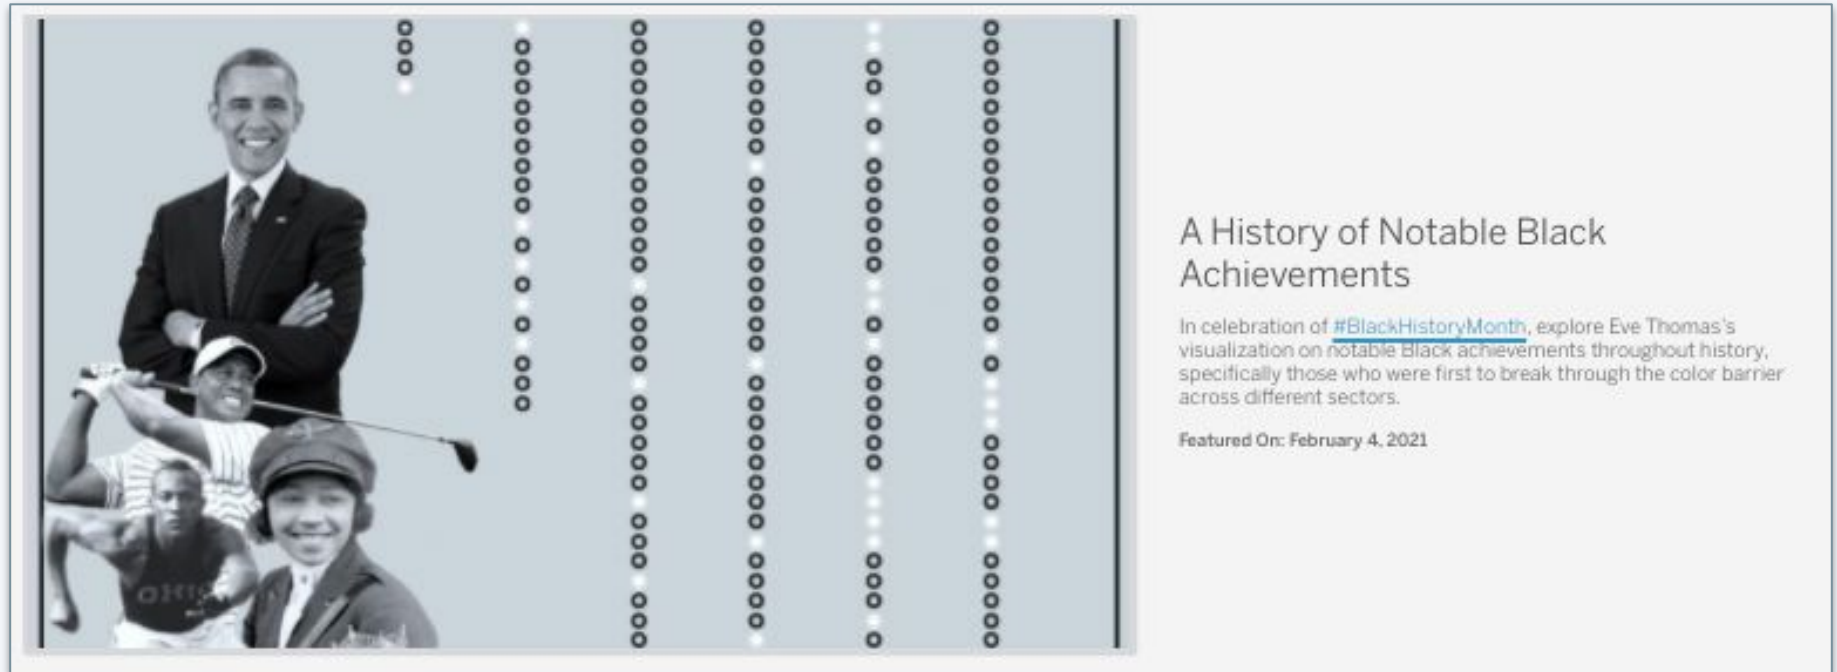 A History of Notable Black
Achievements
In celebration of #BlackHistoryMonth, explore Eve Thomas's
visualization on notable Black achievements throughout history,
specifically those who were first to break through the color barrier
across different sectors.
Featured On: February 4, 2021
OHIO